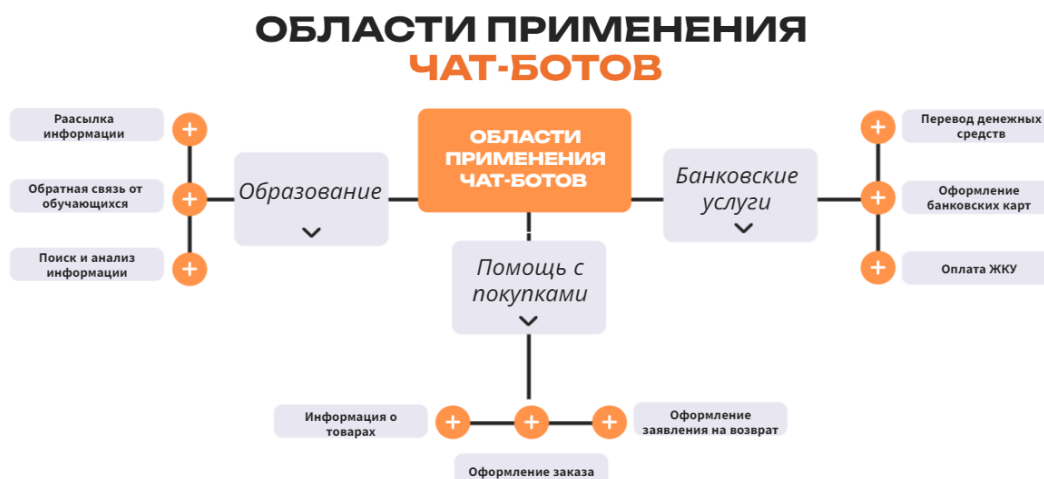 ОБЛАСТИ ПРИМЕНЕНИЯ
ЧАТ-БОТОВ
Раасылка
информации
Обратная связь от
обучающихся
Поиск и анализ
информации
Образование
ОБЛАСТИ
ПРИМЕНЕНИЯ
ЧАТ-БОТОВ
Помощь с
покупками
Банковские
услуги
Перевод денежных
средств
Оформление
банковских карт
Оплата ЖКУ
Информация о
товарах
Оформление заказа
Оформление
заявления на возврат